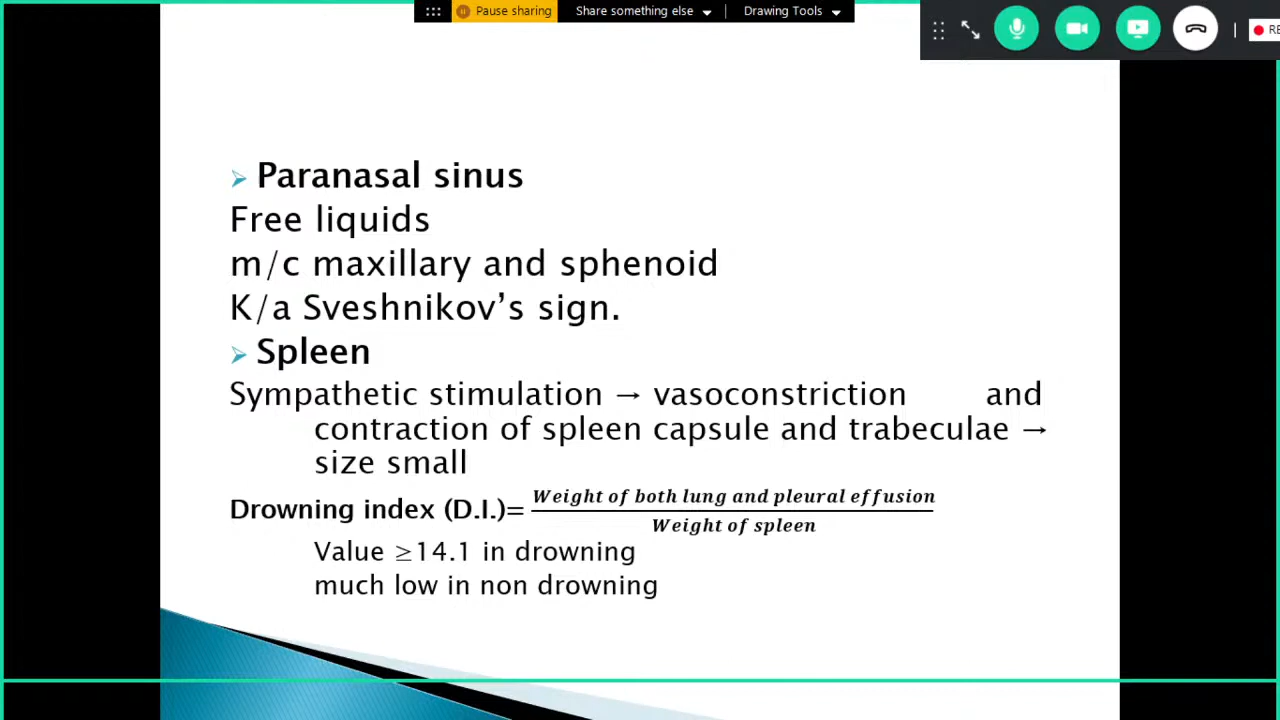 Pause sharing Share something else Drawing Tools
RE
Paranasal sinus
Free liquids
m/c maxillary and sphenoid
K/a Sveshnikov’s sign.
Spleen
Sympathetic stimulation → vasoconstriction and
contraction of spleen capsule and trabeculae →
size small
Drowning index (D.I.)= Weight of both lung and pleural effusion
Weight of spleen
Value ≥14.1 in drowning
much low in non drowning